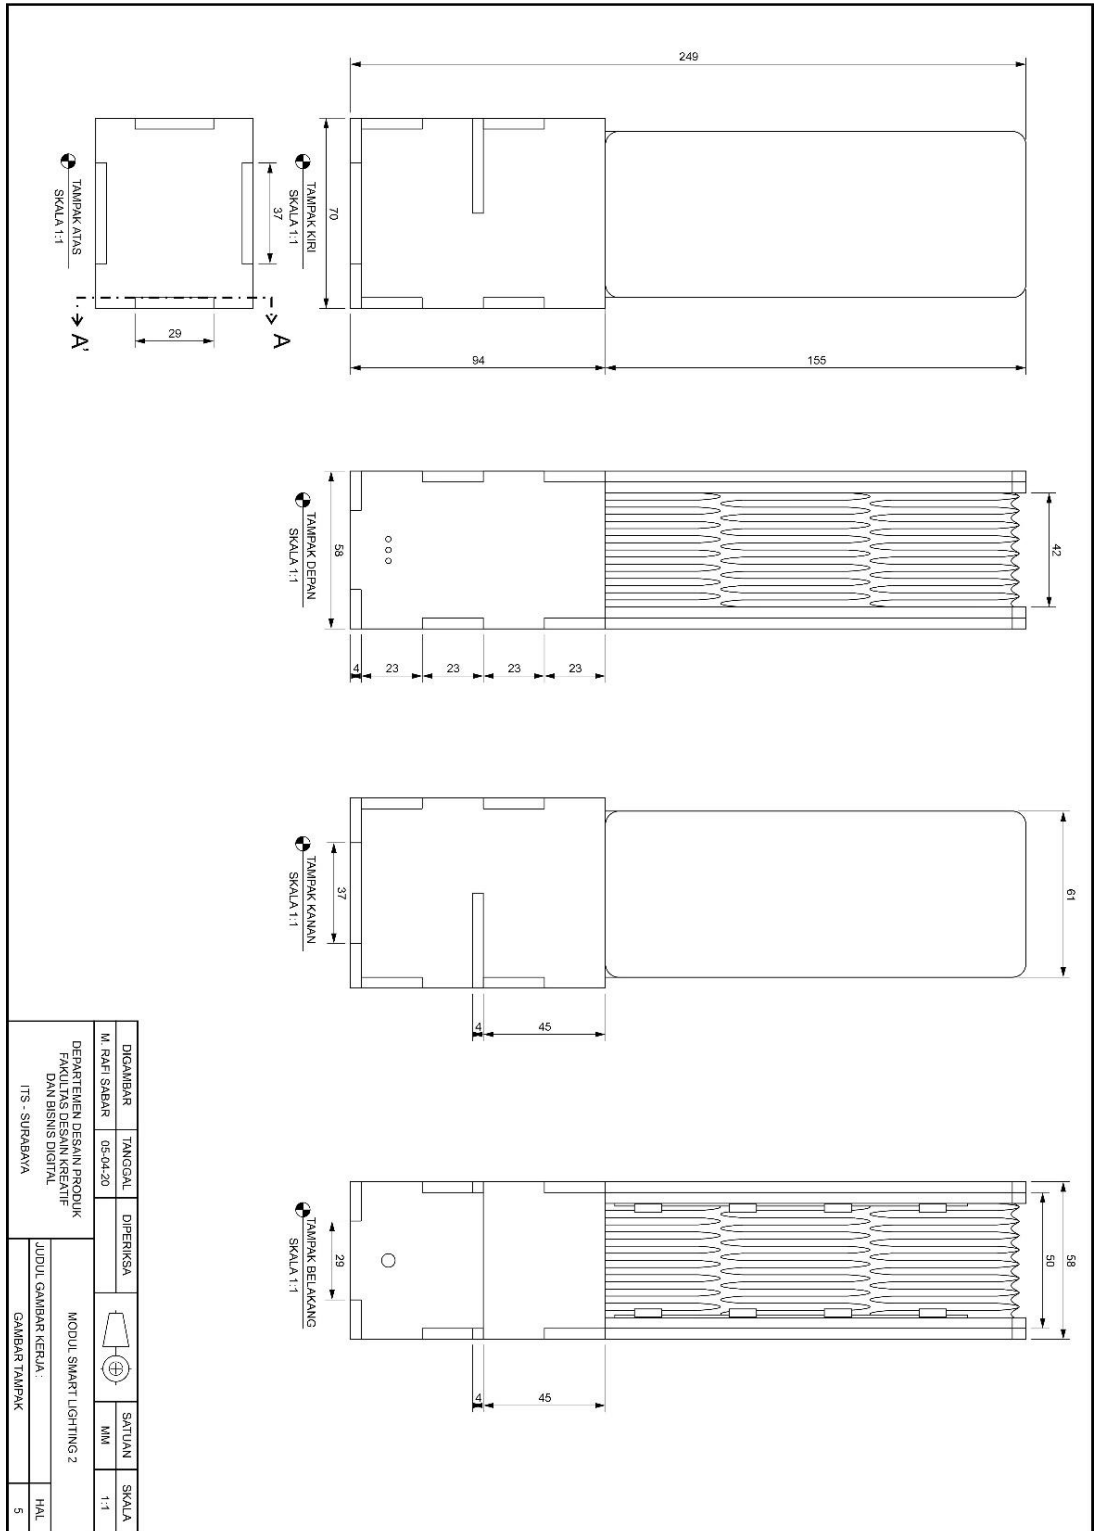 249
70
94
155
TAMPAK KIRI
SKALA 1:1
37
29
A
A'
TAMPAK ATAS
SKALA 1:1
42
58
4
23
23
23
23
TAMPAK DEPAN
SKALA 1:1
61
37
4
45
TAMPAK KANAN
SKALA 1:1
58
50
29
4
45
TAMPAK BELAKANG
SKALA 1:1
DIGAMBAR
TANGGAL
DIPERIKSA
SATUAN
SKALA
M. RAFI SABAR
05-04-20
MM
1:1
DEPARTEMEN DESAIN PRODUK
FAKULTAS DESAIN KREATIF
DAN BISNIS DIGITAL
ITS - SURABAYA
MODUL SMART LIGHTING 2
JUDUL GAMBAR KERJA :
HAL
GAMBAR TAMPAK
5